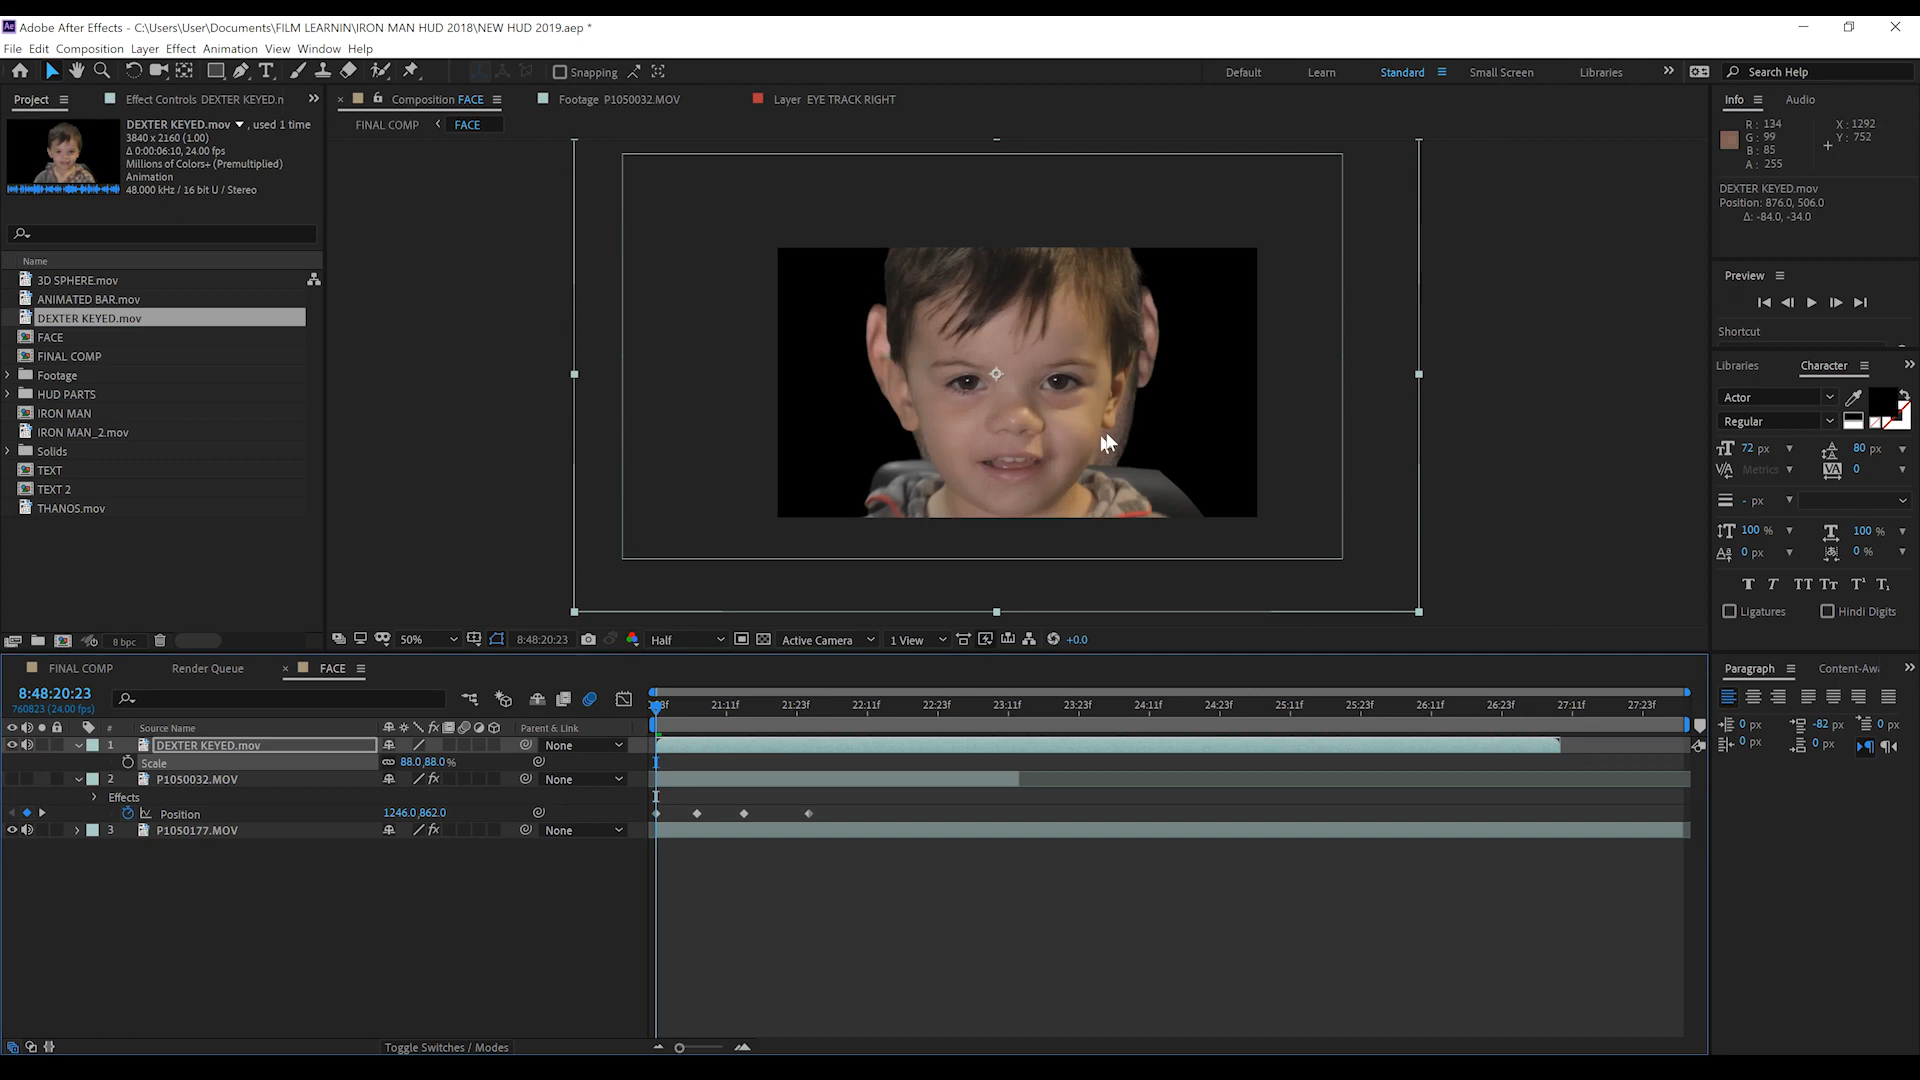 Adobe After Effects - C:\Users\User\Documents\FILM LEARNIN\IRON MAN HUD 2018\NEW HUD 2019.aep *
File Edit Composition Layer Effect Animation View Window Help
Snapping
Default Learn Standard Small Screen Libraries
Search Help
Project
Effect Controls DEXTER KEYED.n
Composition FACE
Footage P1050032.MOV
Layer EYE TRACK RIGHT
FINAL COMP FACE
DEXTER KEYED.mov, used 1 time
3840 x 2160 (1.00)
Δ 0:00:06:10, 24.00 fps
Millions of Colors+ (Premultiplied)
Animation
48.000 kHz / 16 bit U / Stereo
Name
3D SPHERE.mov
ANIMATED BAR.mov
DEXTER KEYED.mov
FACE
FINAL COMP
Footage
HUD PARTS
IRON MAN
IRON MAN_2.mov
Solids
TEXT
TEXT 2
THANOS.mov
8 bpc
50% 8:48:20:23 Half Active Camera 1 View +0.0
Info Audio
R: 134 X: 1292
G: 99 Y: 752
B: 85
A: 255
DEXTER KEYED.mov
Position: 876.0, 506.0
Δ: -84.0, -34.0
Preview
Shortcut
Libraries Character
Actor
Regular
72 px 80 px
Metrics 0
- px
100 % 100 %
0 px 0 %
T T TT Tт T¹ T₁
Ligatures Hindi Digits
FINAL COMP Render Queue FACE
8:48:20:23
760823 (24.00 fps)
21:11f 21:23f 22:11f 22:23f 23:11f 23:23f 24:11f 24:23f 25:11f 25:23f 26:11f 26:23f 27:11f 27:23f
# Source Name Parent & Link
1 DEXTER KEYED.mov None
Scale 88.0,88.0%
2 P1050032.MOV None
Effects
Position 1246.0,862.0
3 P1050177.MOV None
Toggle Switches / Modes
Paragraph Content-Aw
0 px -82 px 0 px
0 px 0 px